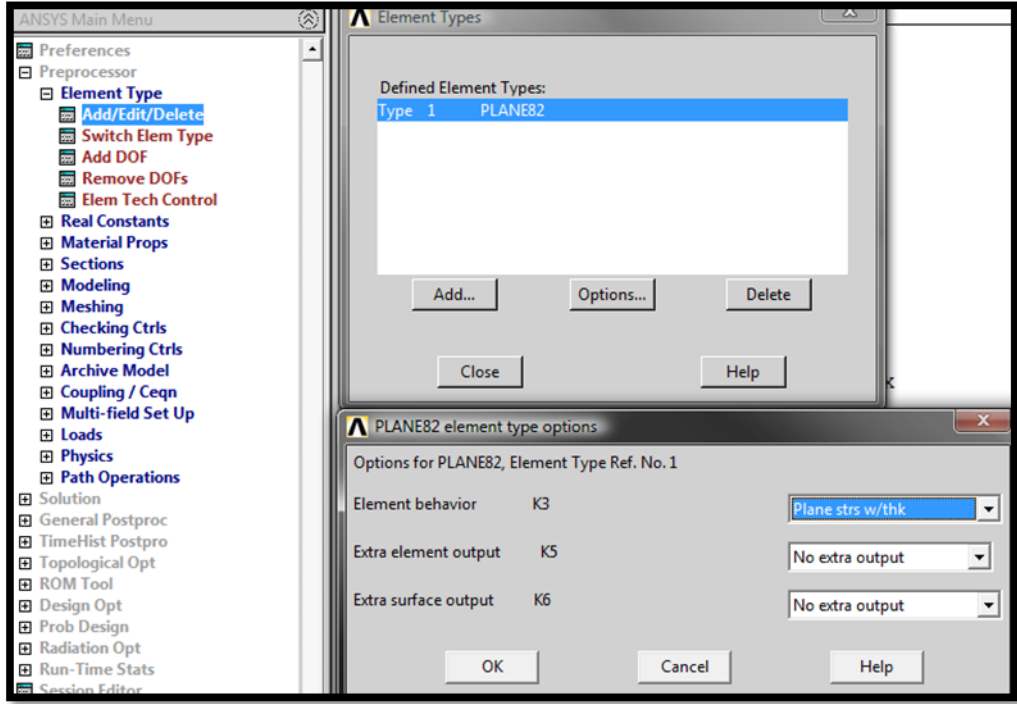 ANSYS Main Menu
Preferences
Preprocessor
Element Type
Add/Edit/Delete
Switch Elem Type
Add DOF
Remove DOFs
Elem Tech Control
Real Constants
Material Props
Sections
Modeling
Meshing
Checking Ctrls
Numbering Ctrls
Archive Model
Coupling / Ceqn
Multi-field Set Up
Loads
Physics
Path Operations
Solution
General Postproc
TimeHist Postpro
Topological Opt
ROM Tool
Design Opt
Prob Design
Radiation Opt
Run-Time Stats
Session Editor
Element Types
Defined Element Types:
Type 1 PLANE82
Add... Options... Delete
Close Help
PLANE82 element type options
Options for PLANE82, Element Type Ref. No. 1
Element behavior K3 Plane strs w/thk
Extra element output K5 No extra output
Extra surface output K6 No extra output
OK Cancel Help